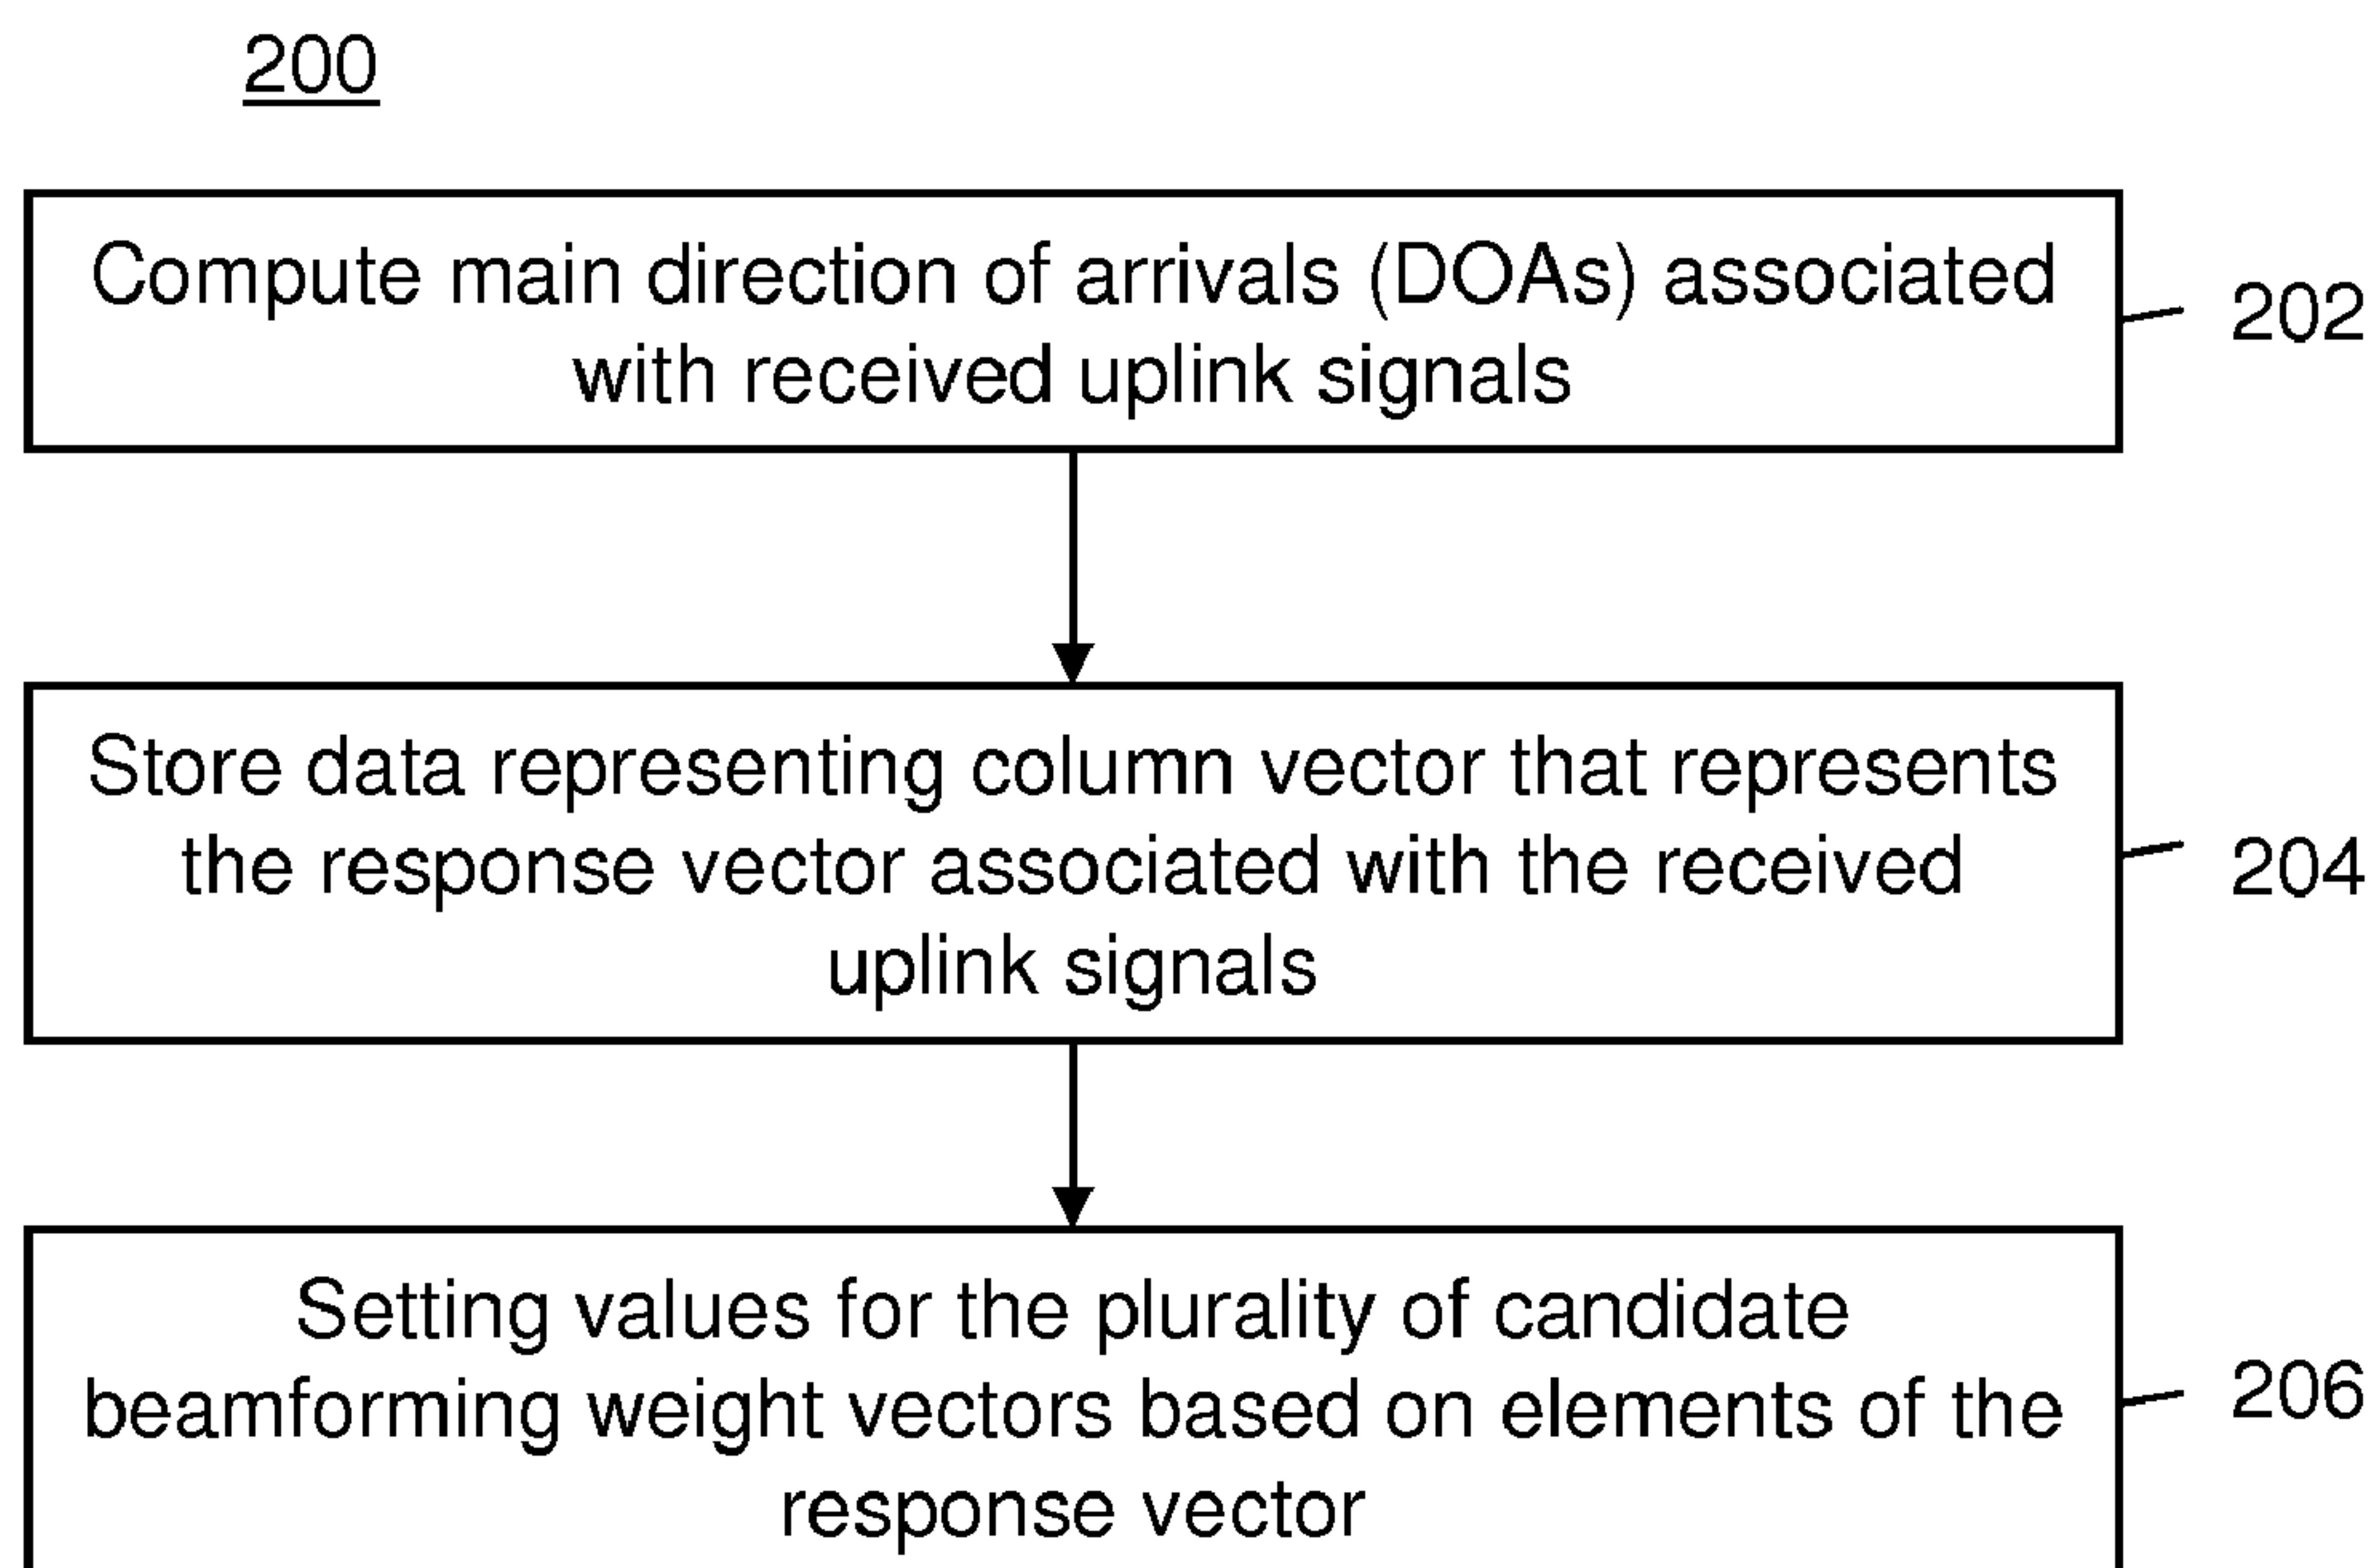 200
Compute main direction of arrivals (DOAs) associated
with received uplink signals
202
Store data representing column vector that represents
the response vector associated with the received
uplink signals
204
Setting values for the plurality of candidate
beamforming weight vectors based on elements of the
response vector
206